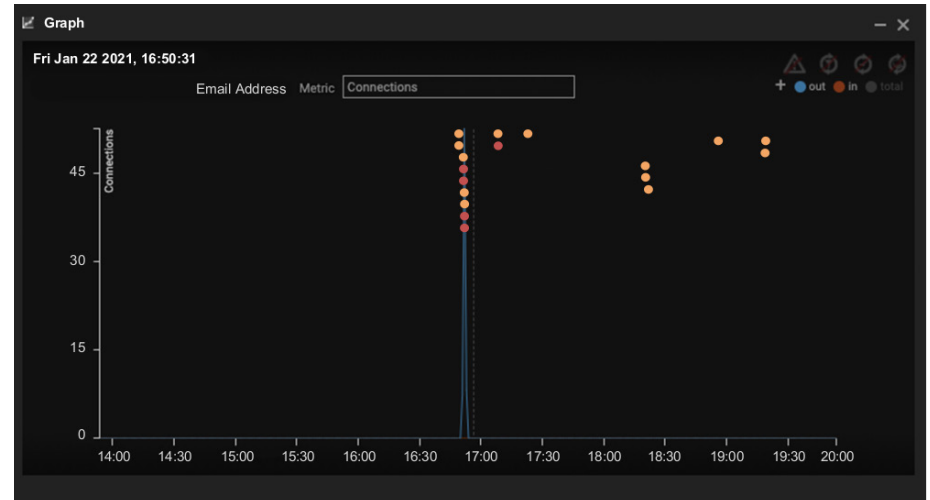 Graph
Fri Jan 22 2021, 16:50:31
Email Address Metric Connections
+ out in total
Connections
45
30
15
0
14:00 14:30 15:00 15:30 16:00 16:30 17:00 17:30 18:00 18:30 19:00 19:30 20:00